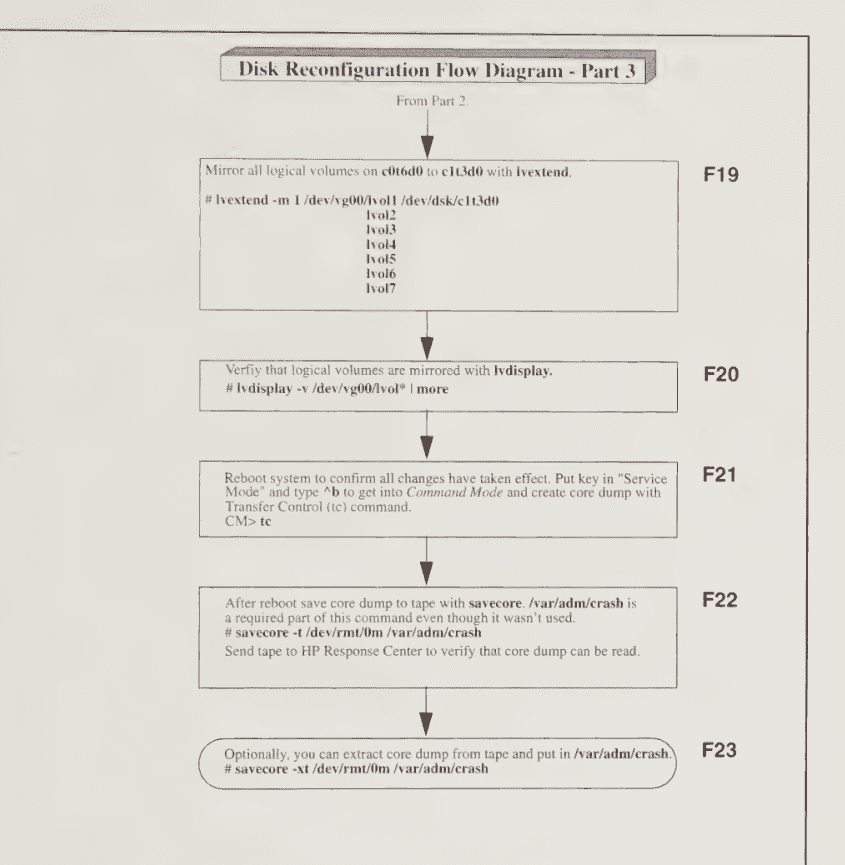 Disk Reconfiguration Flow Diagram - Part 3
From Part 2.
Mirror all logical volumes on c0t6d0 to c1t3d0 with lvextend.
F19
# lvextend -m 1 /dev/vg00/lvol1 /dev/dsk/c1t3d0
lvol2
lvol3
lvol4
lvol5
lvol6
lvol7
Verfiy that logical volumes are mirrored with lvdisplay.
F20
# lvdisplay -v /dev/vg00/lvol* | more
Reboot system to confirm all changes have taken effect. Put key in "Service
F21
Mode" and type ^b to get into Command Mode and create core dump with
Transfer Control (tc) command.
CM> tc
After reboot save core dump to tape with savecore. /var/adm/crash is
F22
a required part of this command even though it wasn't used.
# savecore -t /dev/rmt/0m /var/adm/crash
Send tape to HP Response Center to verify that core dump can be read.
Optionally, you can extract core dump from tape and put in /var/adm/crash.
F23
# savecore -xt /dev/rmt/0m /var/adm/crash